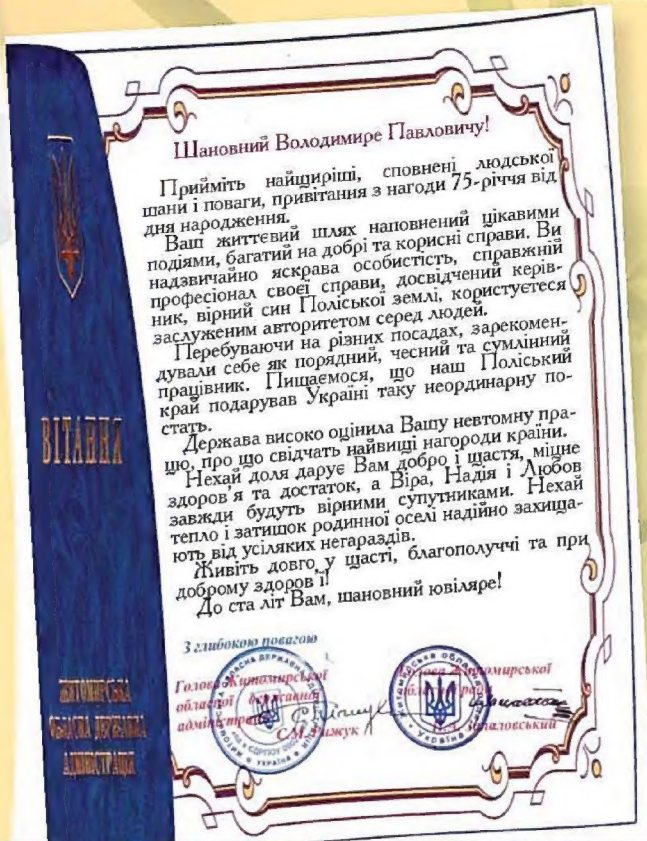 Шановний Володимире Павловичу!
Прийміть найщиріші, сповнені людської
шани і поваги, привітання з нагоди 75-річчя від
дня народження.
Ваш життєвий шлях наповнений цікавими
подіями, багатий на добрі та корисні справи. Ви
надзвичайно яскрава особистість, справжній
професіонал своєї справи, досвідчений керів-
ник, вірний син Поліської землі, користуєтеся
заслуженим авторитетом серед людей.
Перебуваючи на різних посадах, зарекомен-
дували себе як порядний, чесний та сумлінний
працівник. Пишаємося, що наш Поліський
край подарував Україні таку неординарну по-
стать.
Держава високо оцінила Вашу невтомну пра-
цю, про що свідчать найвищі нагороди країни.
Нехай доля дарує Вам добро і щастя, міцне
здоров'я та достаток, а Віра, Надія і Любов
завжди будуть вірними супутниками. Нехай
тепло і затишок родинної оселі надійно захища-
ють від усіляких негараздів.
Живіть довго у щасті, благополуччі та при
доброму здоров'ї!
До ста літ Вам, шановний ювіляре!
З глибокою повагою
Голова Житомирської
обласної державної
адміністрації
С.М. Рижук
Голова Житомирської
обласної ради
ВІТАННЯ
ЖИТОМИРСЬКА
ОБЛАСНА ДЕРЖАВНА
АДМІНІСТРАЦІЯ